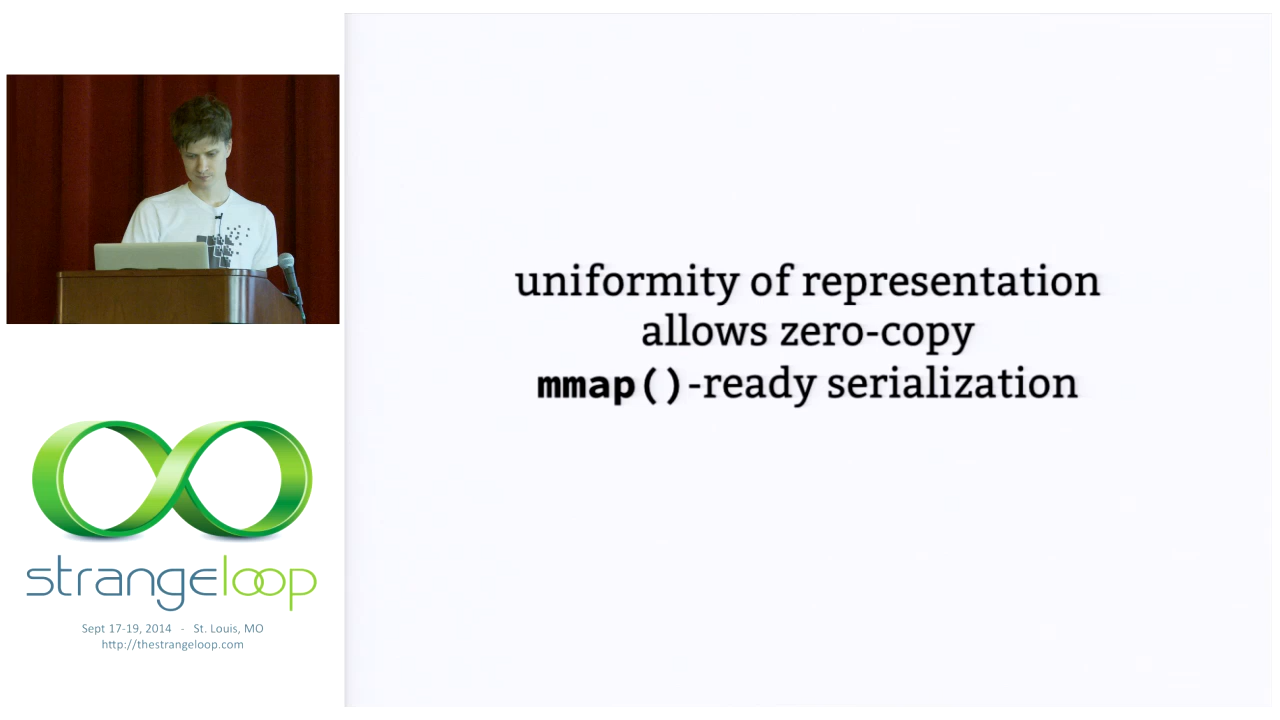 uniformity of representation
allows zero-copy
mmap()-ready serialization
strangeloop
Sept 17-19, 2014 - St. Louis, MO
http://thestrangeloop.com